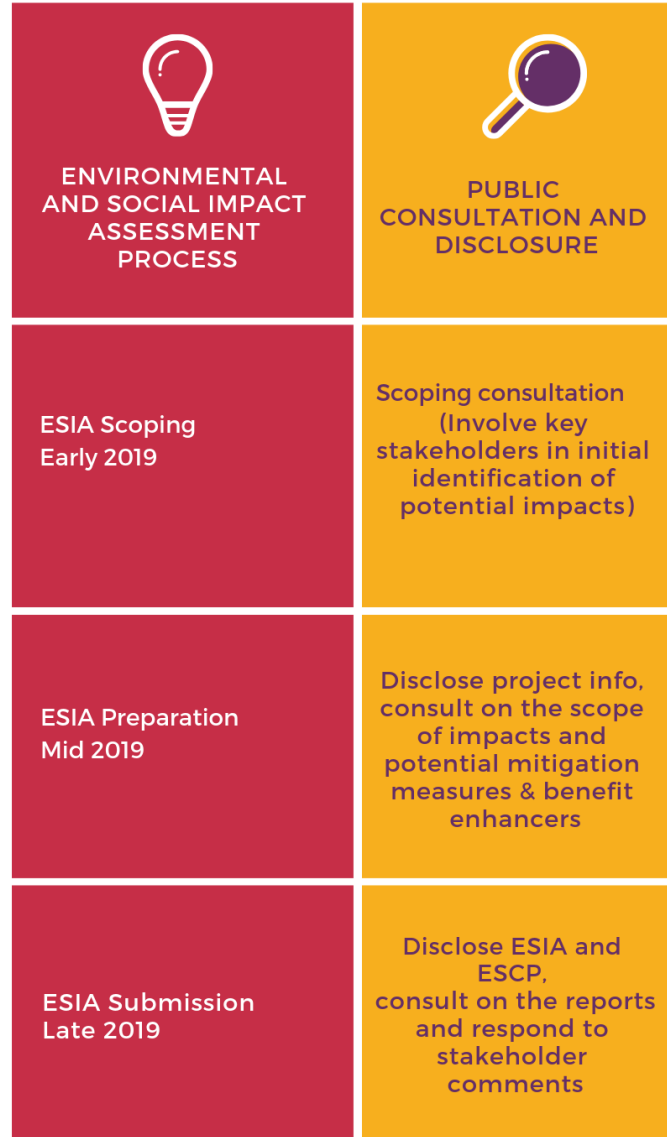 ENVIRONMENTAL
AND SOCIAL IMPACT
ASSESSMENT
PROCESS
PUBLIC
CONSULTATION AND
DISCLOSURE
ESIA Scoping
Early 2019
Scoping consultation
(Involve key
stakeholders in initial
identification of
potential impacts)
ESIA Preparation
Mid 2019
Disclose project info,
consult on the scope
of impacts and
potential mitigation
measures & benefit
enhancers
ESIA Submission
Late 2019
Disclose ESIA and
ESCP,
consult on the reports
and respond to
stakeholder
comments